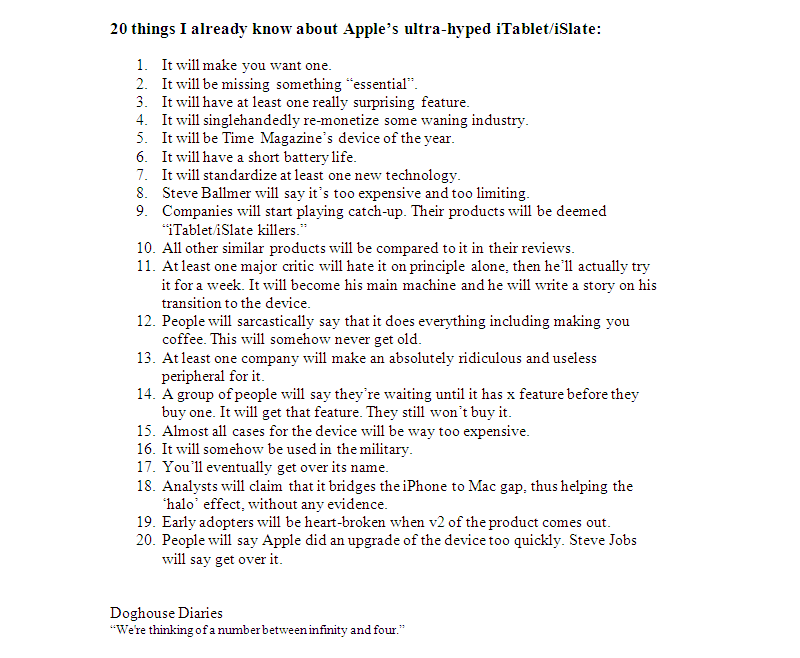 20 things I already know about Apple’s ultra-hyped iTablet/iSlate:
1. It will make you want one.
2. It will be missing something “essential”.
3. It will have at least one really surprising feature.
4. It will singlehandedly re-monetize some waning industry.
5. It will be Time Magazine’s device of the year.
6. It will have a short battery life.
7. It will standardize at least one new technology.
8. Steve Ballmer will say it’s too expensive and too limiting.
9. Companies will start playing catch-up. Their products will be deemed
“iTablet/iSlate killers.”
10. All other similar products will be compared to it in their reviews.
11. At least one major critic will hate it on principle alone, then he’ll actually try
it for a week. It will become his main machine and he will write a story on his
transition to the device.
12. People will sarcastically say that it does everything including making you
coffee. This will somehow never get old.
13. At least one company will make an absolutely ridiculous and useless
peripheral for it.
14. A group of people will say they’re waiting until it has x feature before they
buy one. It will get that feature. They still won’t buy it.
15. Almost all cases for the device will be way too expensive.
16. It will somehow be used in the military.
17. You’ll eventually get over its name.
18. Analysts will claim that it bridges the iPhone to Mac gap, thus helping the
‘halo’ effect, without any evidence.
19. Early adopters will be heart-broken when v2 of the product comes out.
20. People will say Apple did an upgrade of the device too quickly. Steve Jobs
will say get over it.
Doghouse Diaries
“We're thinking of a number between infinity and four.”